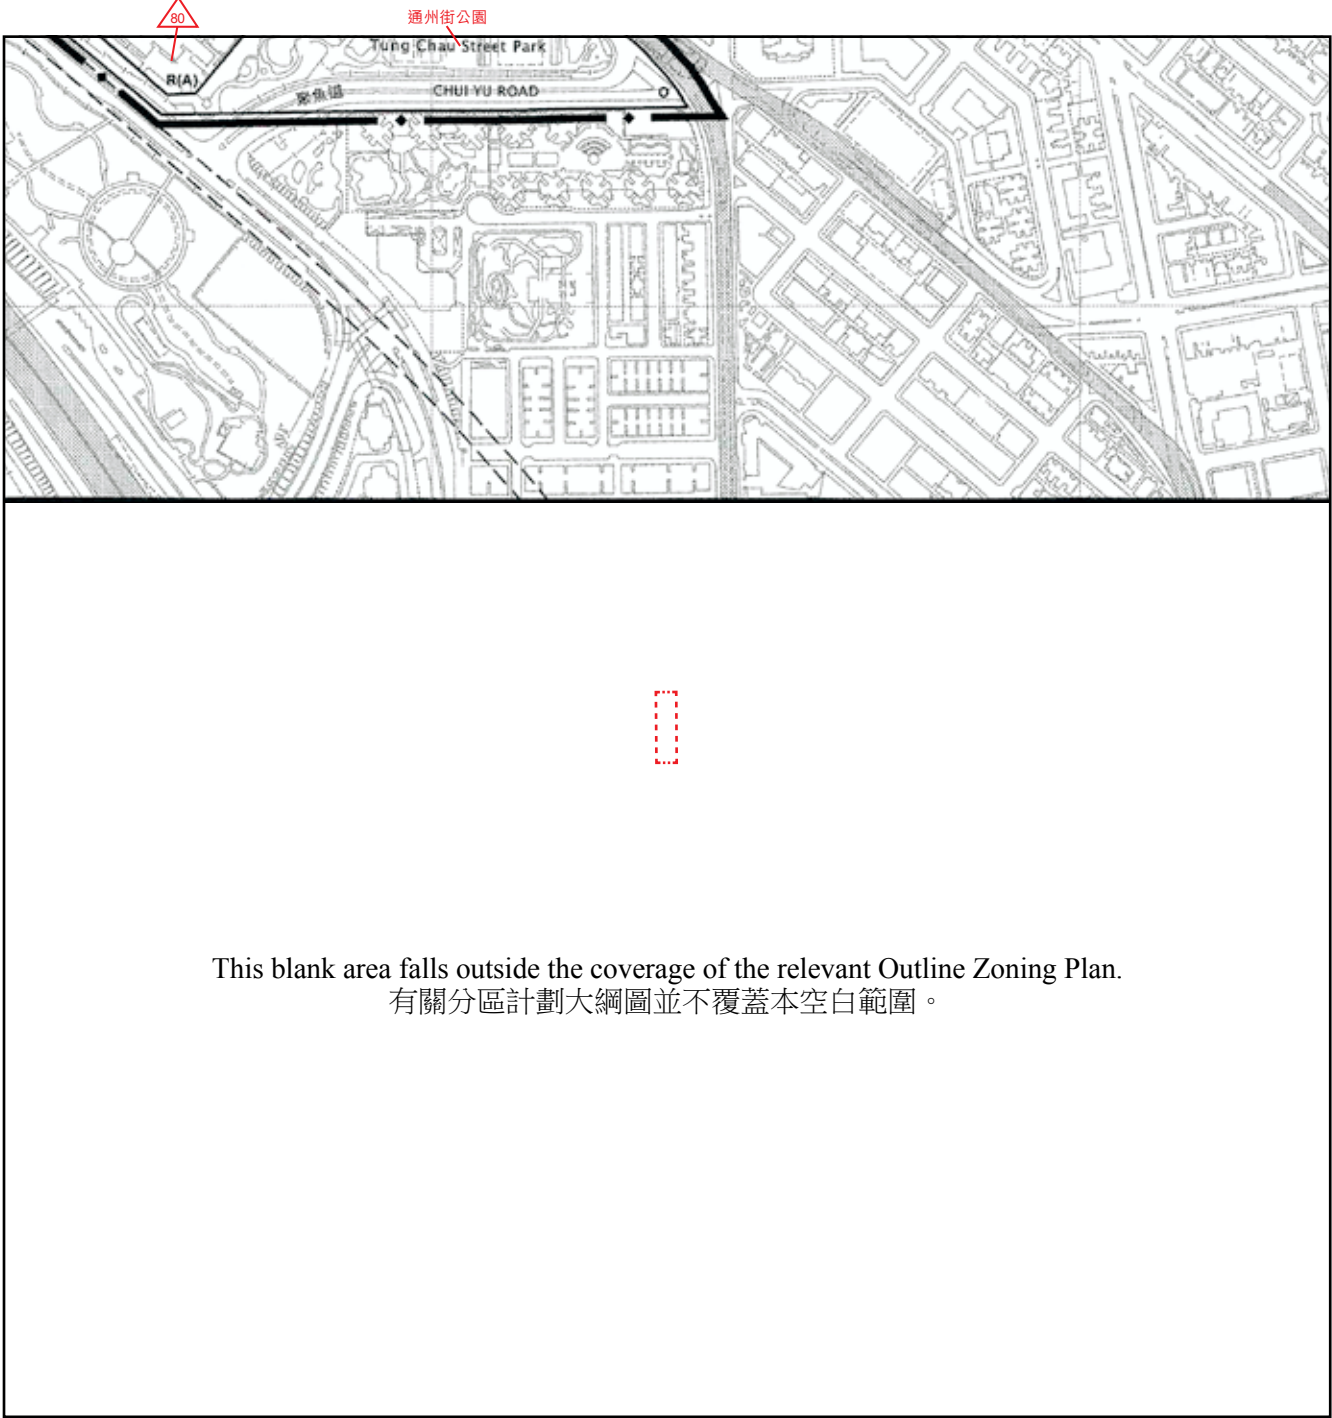 80
通州街公園
Tung Chau Street Park
R(A)
聚魚道
CHUI YU ROAD
O
This blank area falls outside the coverage of the relevant Outline Zoning Plan.
有關分區計劃大綱圖並不覆蓋本空白範圍。